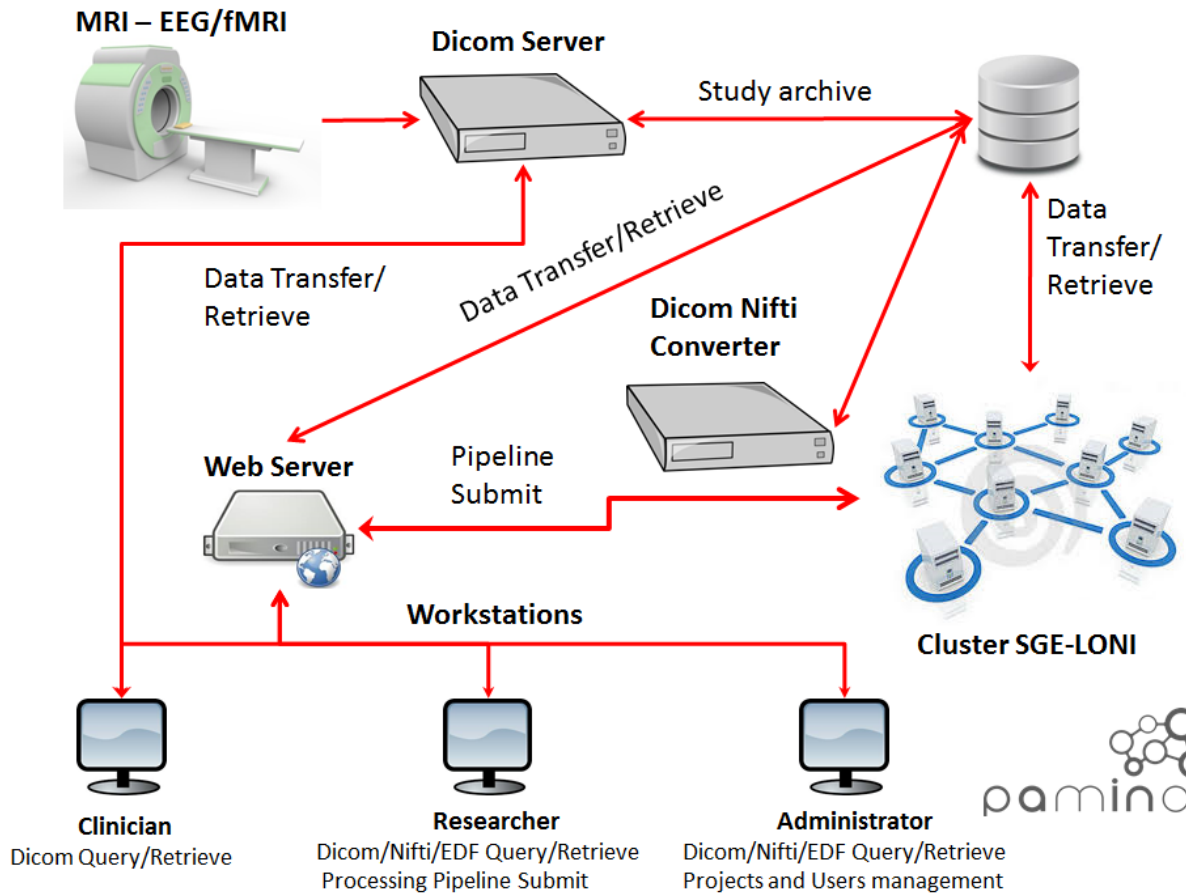 MRI – EEG/fMRI
Dicom Server
Study archive
Data Transfer/
Retrieve
Data Transfer/Retrieve
Data
Transfer/
Retrieve
Dicom Nifti
Converter
Web Server
Pipeline
Submit
Workstations
Cluster SGE-LONI
Clinician
Dicom Query/Retrieve
Researcher
Dicom/Nifti/EDF Query/Retrieve
Processing Pipeline Submit
Administrator
Dicom/Nifti/EDF Query/Retrieve
Projects and Users management